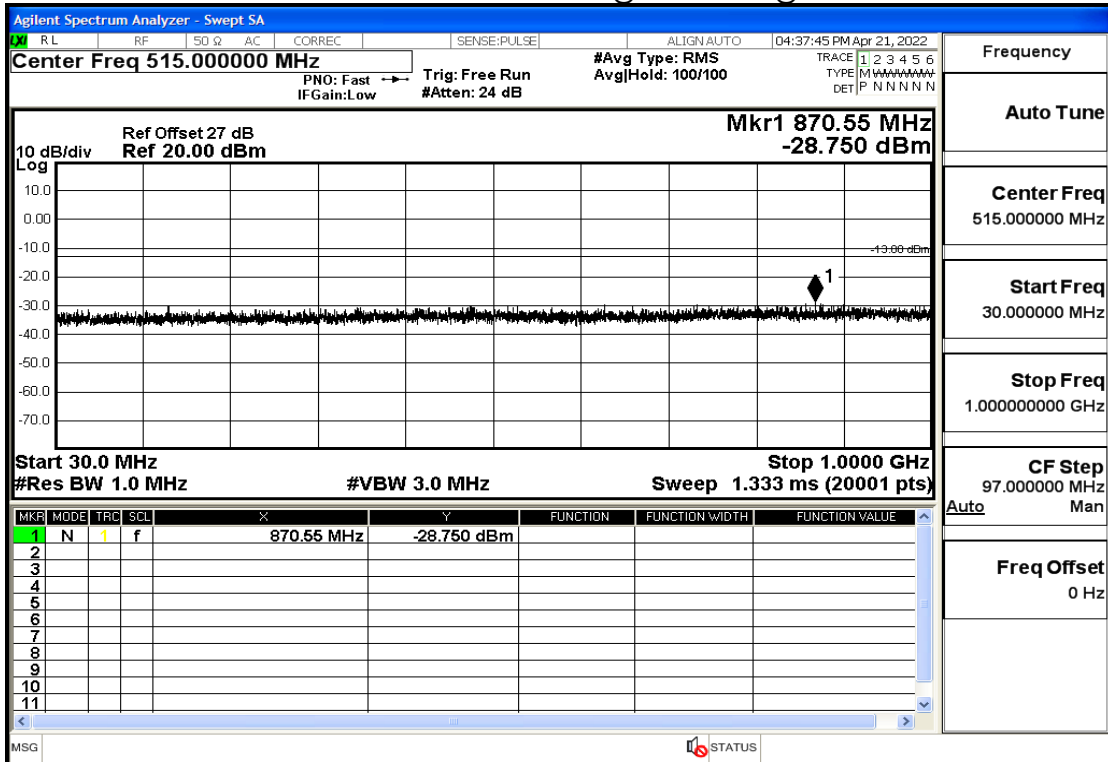 Agilent Spectrum Analyzer - Swept SA
LXI RL RF 50 Ω AC CORREC SENSE:PULSE ALIGN AUTO 04:37:45 PM Apr 21, 2022
Center Freq 515.000000 MHz
PNO: Fast
IFGain:Low
Trig: Free Run
#Atten: 24 dB
#Avg Type: RMS
Avg|Hold: 100/100
TRACE 1 2 3 4 5 6
TYPE M WWWWW
DET P N N N N N
Ref Offset 27 dB
Ref 20.00 dBm
10 dB/div
Log
Mkr1 870.55 MHz
-28.750 dBm
10.0
0.00
-10.0
-20.0
-30.0
-40.0
-50.0
-60.0
-70.0
-13.00 dBm
1
Start 30.0 MHz
Stop 1.0000 GHz
#Res BW 1.0 MHz #VBW 3.0 MHz Sweep 1.333 ms (20001 pts)
MKR MODE TRC SCL X Y FUNCTION FUNCTION WIDTH FUNCTION VALUE
1 N 1 f 870.55 MHz -28.750 dBm
2
3
4
5
6
7
8
9
10
11
MSG
STATUS
Frequency
Auto Tune
Center Freq
515.000000 MHz
Start Freq
30.000000 MHz
Stop Freq
1.000000000 GHz
CF Step
97.000000 MHz
Auto Man
Freq Offset
0 Hz